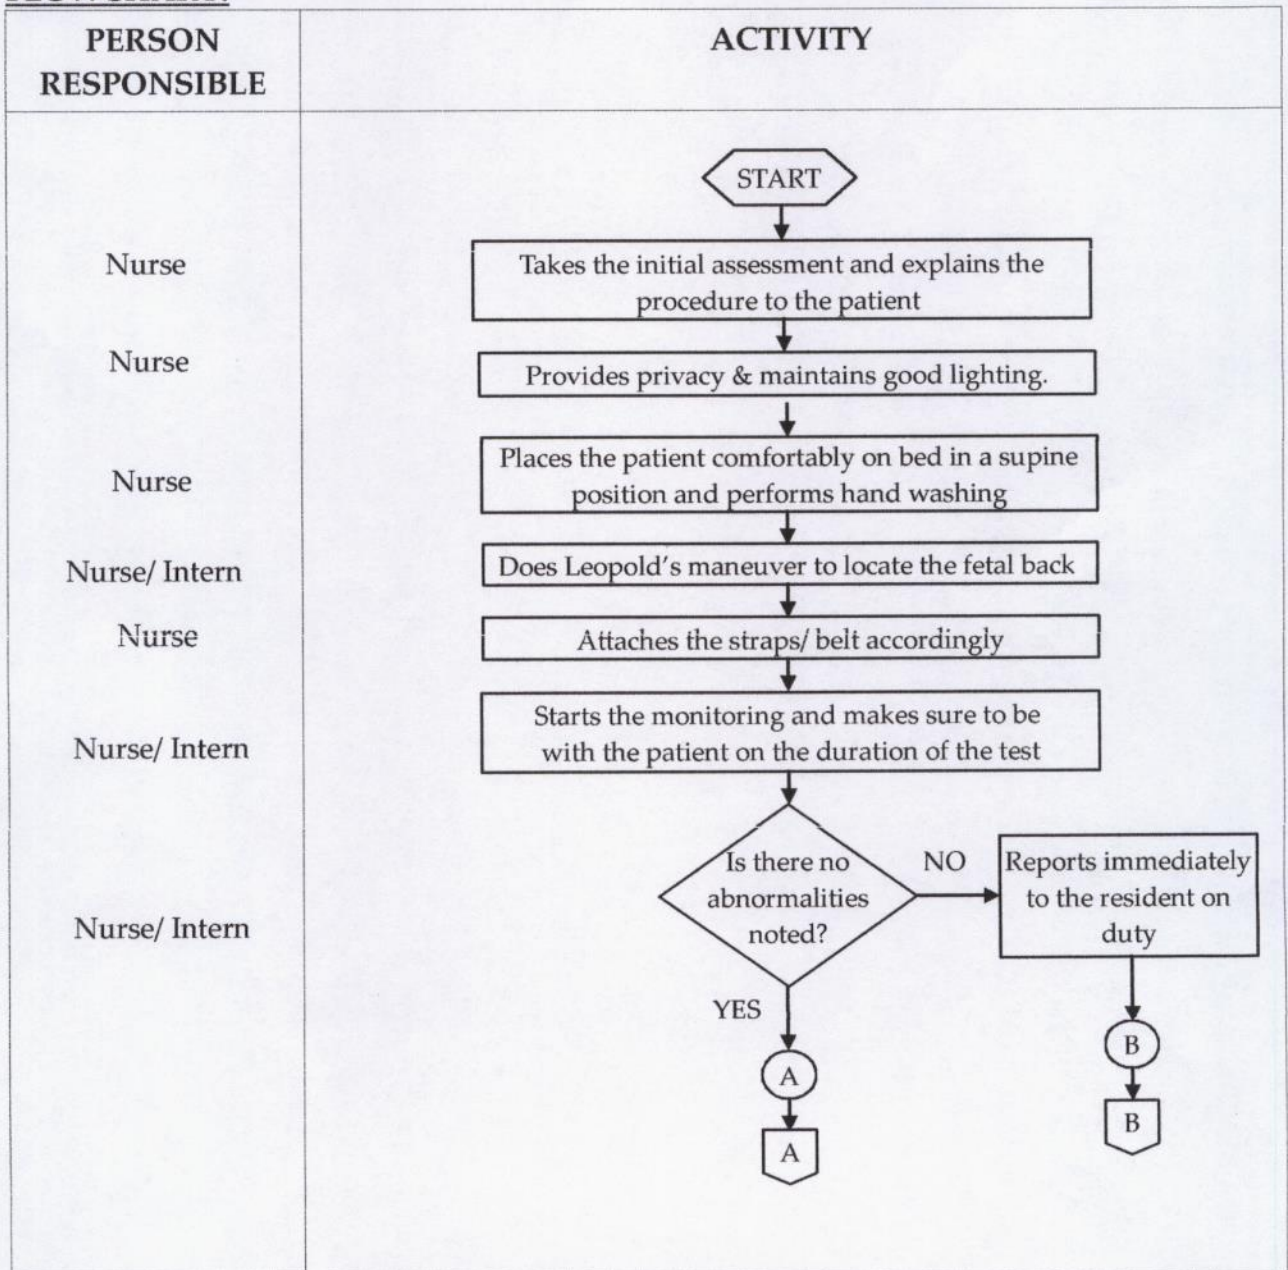 PERSON
RESPONSIBLE
ACTIVITY
START
Nurse
Takes the initial assessment and explains the
procedure to the patient
Nurse
Provides privacy & maintains good lighting.
Nurse
Places the patient comfortably on bed in a supine
position and performs hand washing
Nurse/ Intern
Does Leopold's maneuver to locate the fetal back
Nurse
Attaches the straps/ belt accordingly
Nurse/ Intern
Starts the monitoring and makes sure to be
with the patient on the duration of the test
Nurse/ Intern
Is there no
abnormalities
noted?
NO
Reports immediately
to the resident on
duty
YES
A
A
B
B